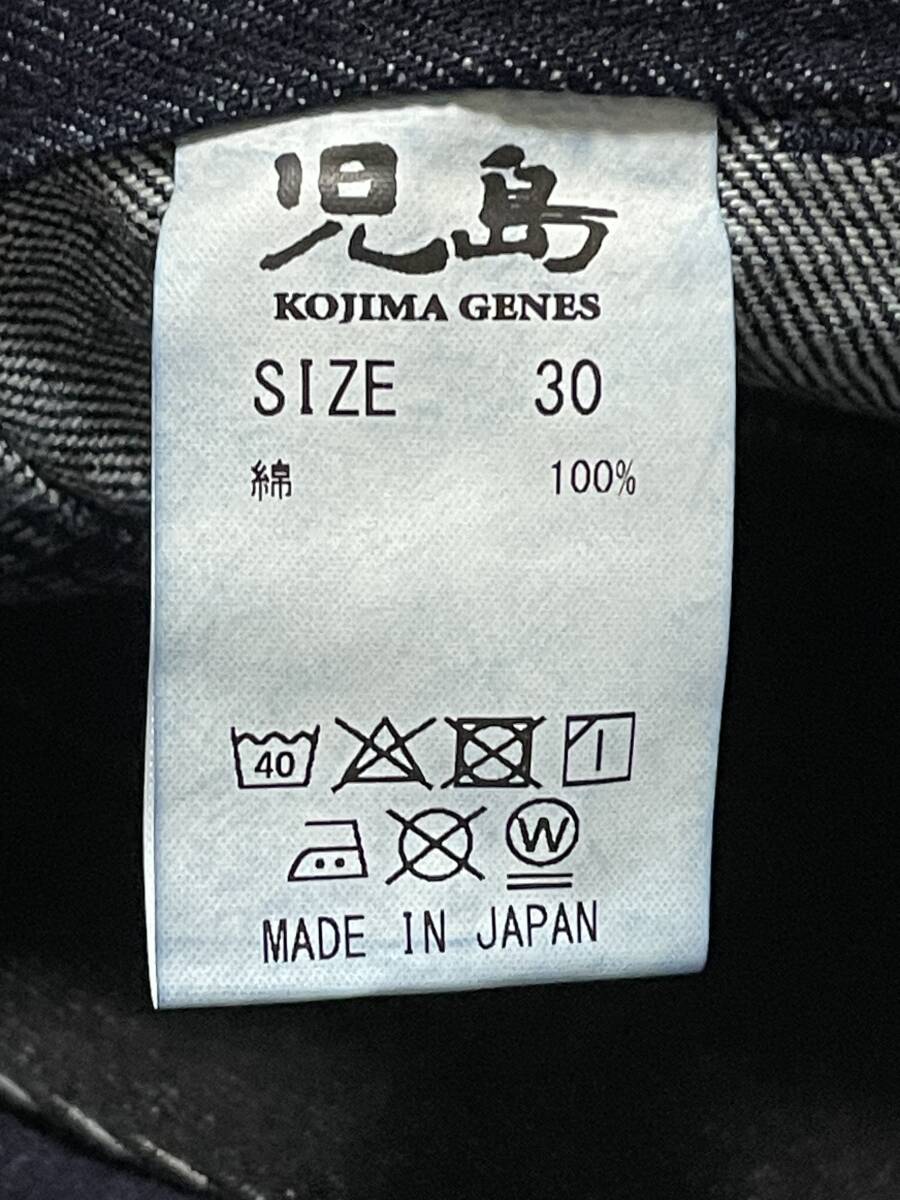 児島
KOJIMA GENES
SIZE 30
綿 100%
40
W
MADE IN JAPAN